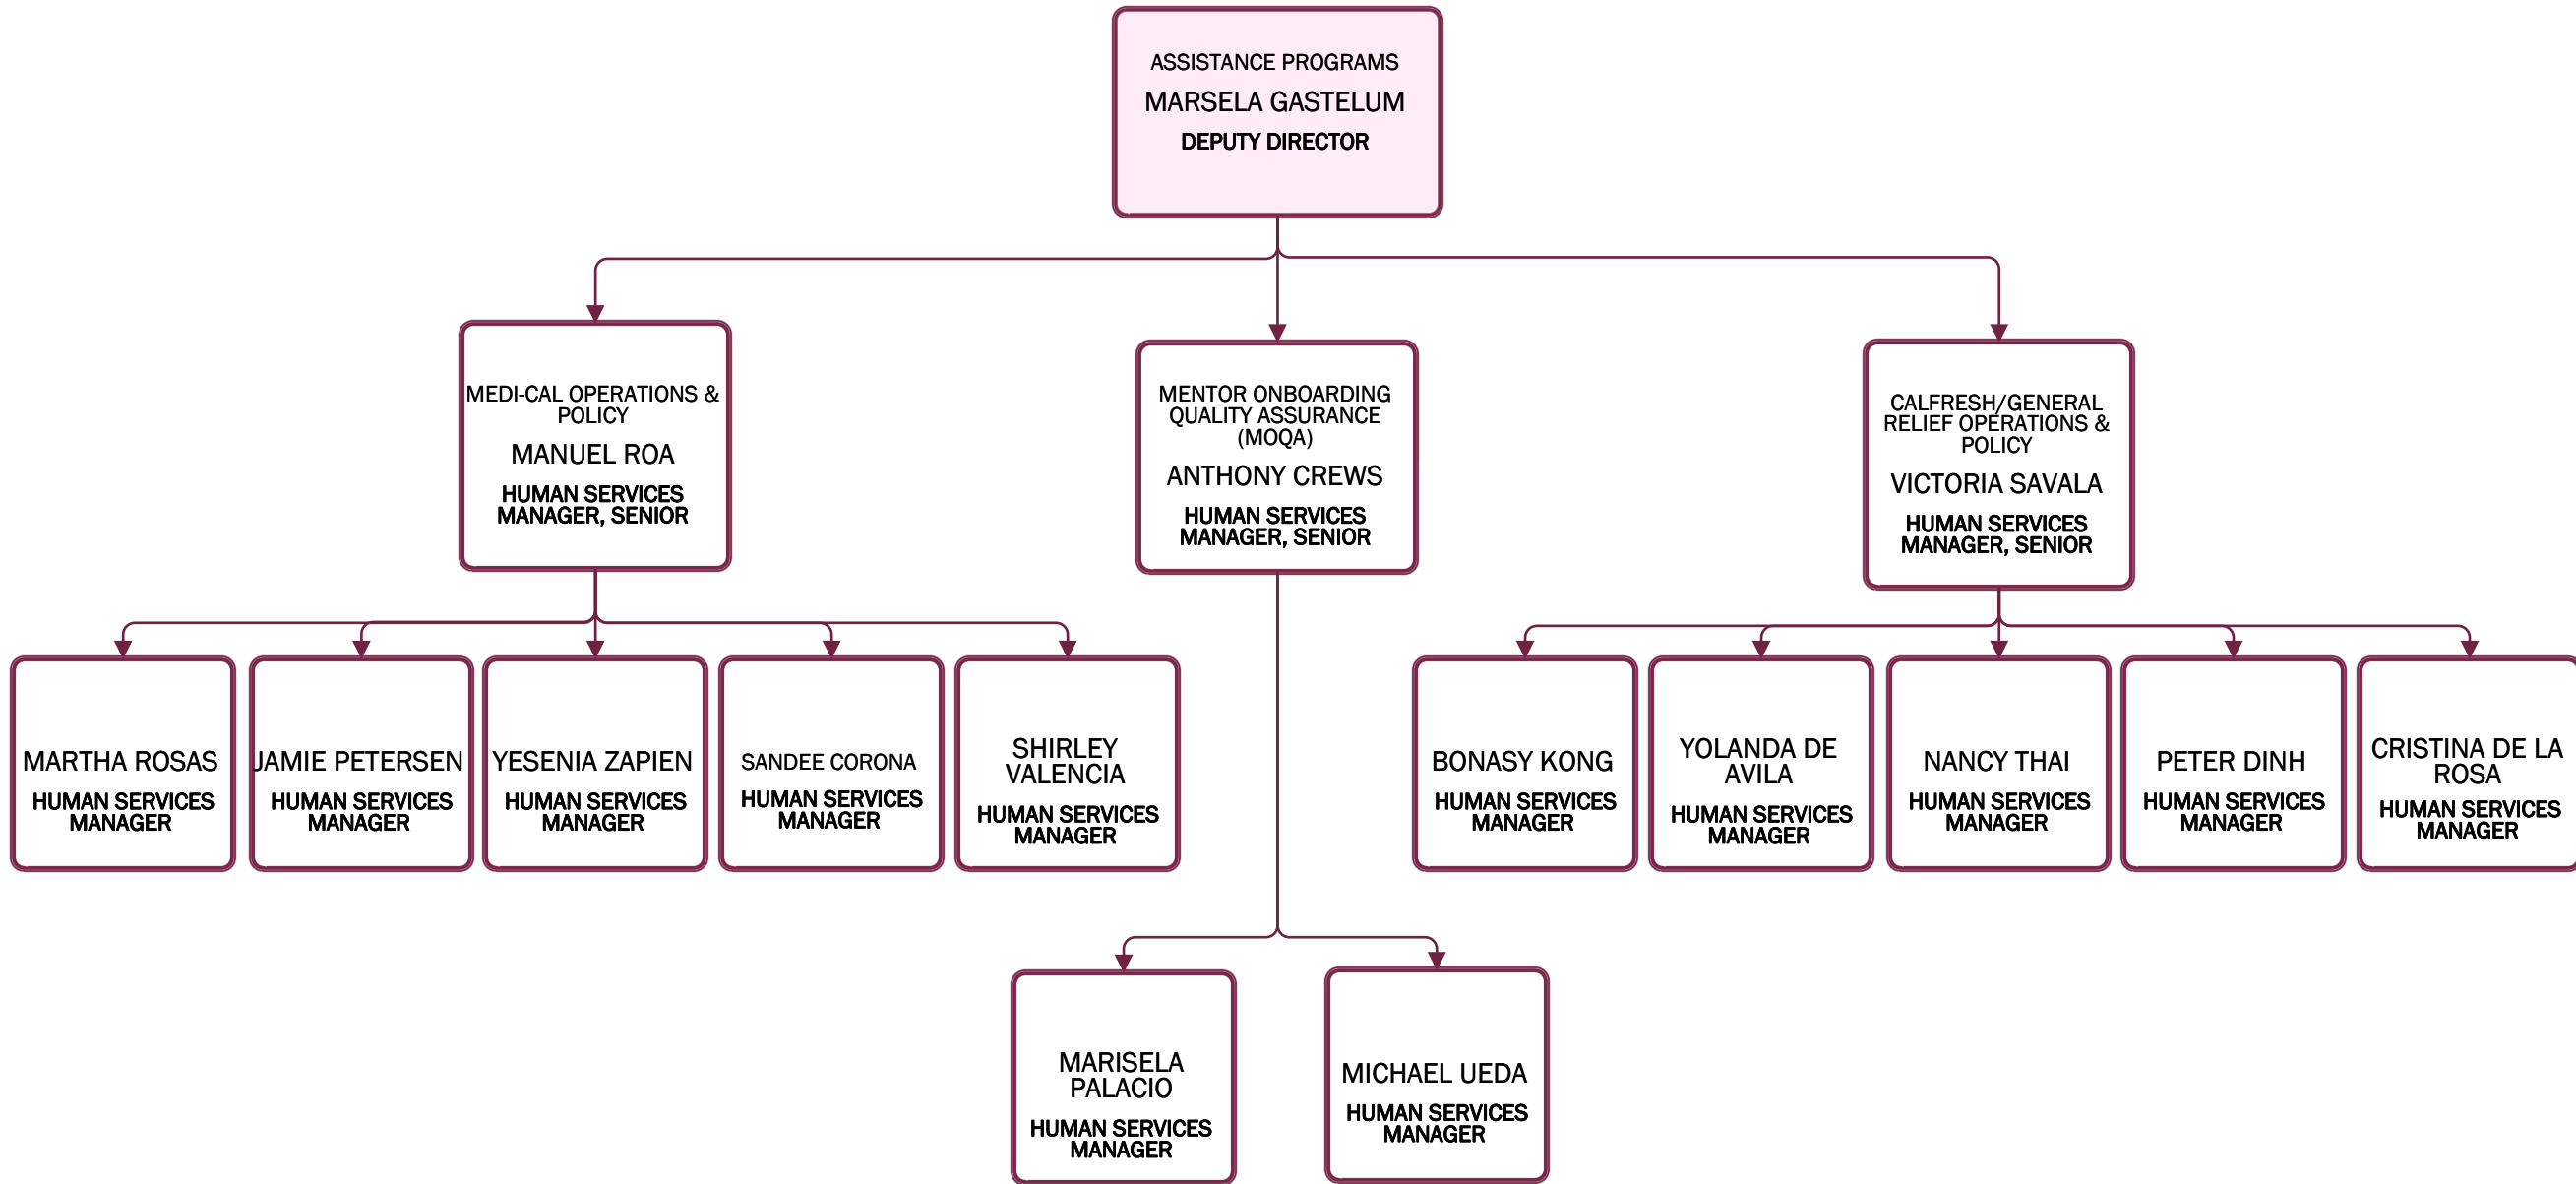 ASSISTANCE PROGRAMS
MARSELA GASTELUM
DEPUTY DIRECTOR
MEDI-CAL OPERATIONS &
POLICY
MANUEL ROA
HUMAN SERVICES
MANAGER, SENIOR
MENTOR ONBOARDING
QUALITY ASSURANCE
(MOQA)
ANTHONY CREWS
HUMAN SERVICES
MANAGER, SENIOR
CALFRESH/GENERAL
RELIEF OPERATIONS &
POLICY
VICTORIA SAVALA
HUMAN SERVICES
MANAGER, SENIOR
MARTHA ROSAS
HUMAN SERVICES
MANAGER
JAMIE PETERSEN
HUMAN SERVICES
MANAGER
YESENIA ZAPIEN
HUMAN SERVICES
MANAGER
SANDEE CORONA
HUMAN SERVICES
MANAGER
SHIRLEY
VALENCIA
HUMAN SERVICES
MANAGER
BONASY KONG
HUMAN SERVICES
MANAGER
YOLANDA DE
AVILA
HUMAN SERVICES
MANAGER
NANCY THAI
HUMAN SERVICES
MANAGER
PETER DINH
HUMAN SERVICES
MANAGER
CRISTINA DE LA
ROSA
HUMAN SERVICES
MANAGER
MARISELA
PALACIO
HUMAN SERVICES
MANAGER
MICHAEL UEDA
HUMAN SERVICES
MANAGER